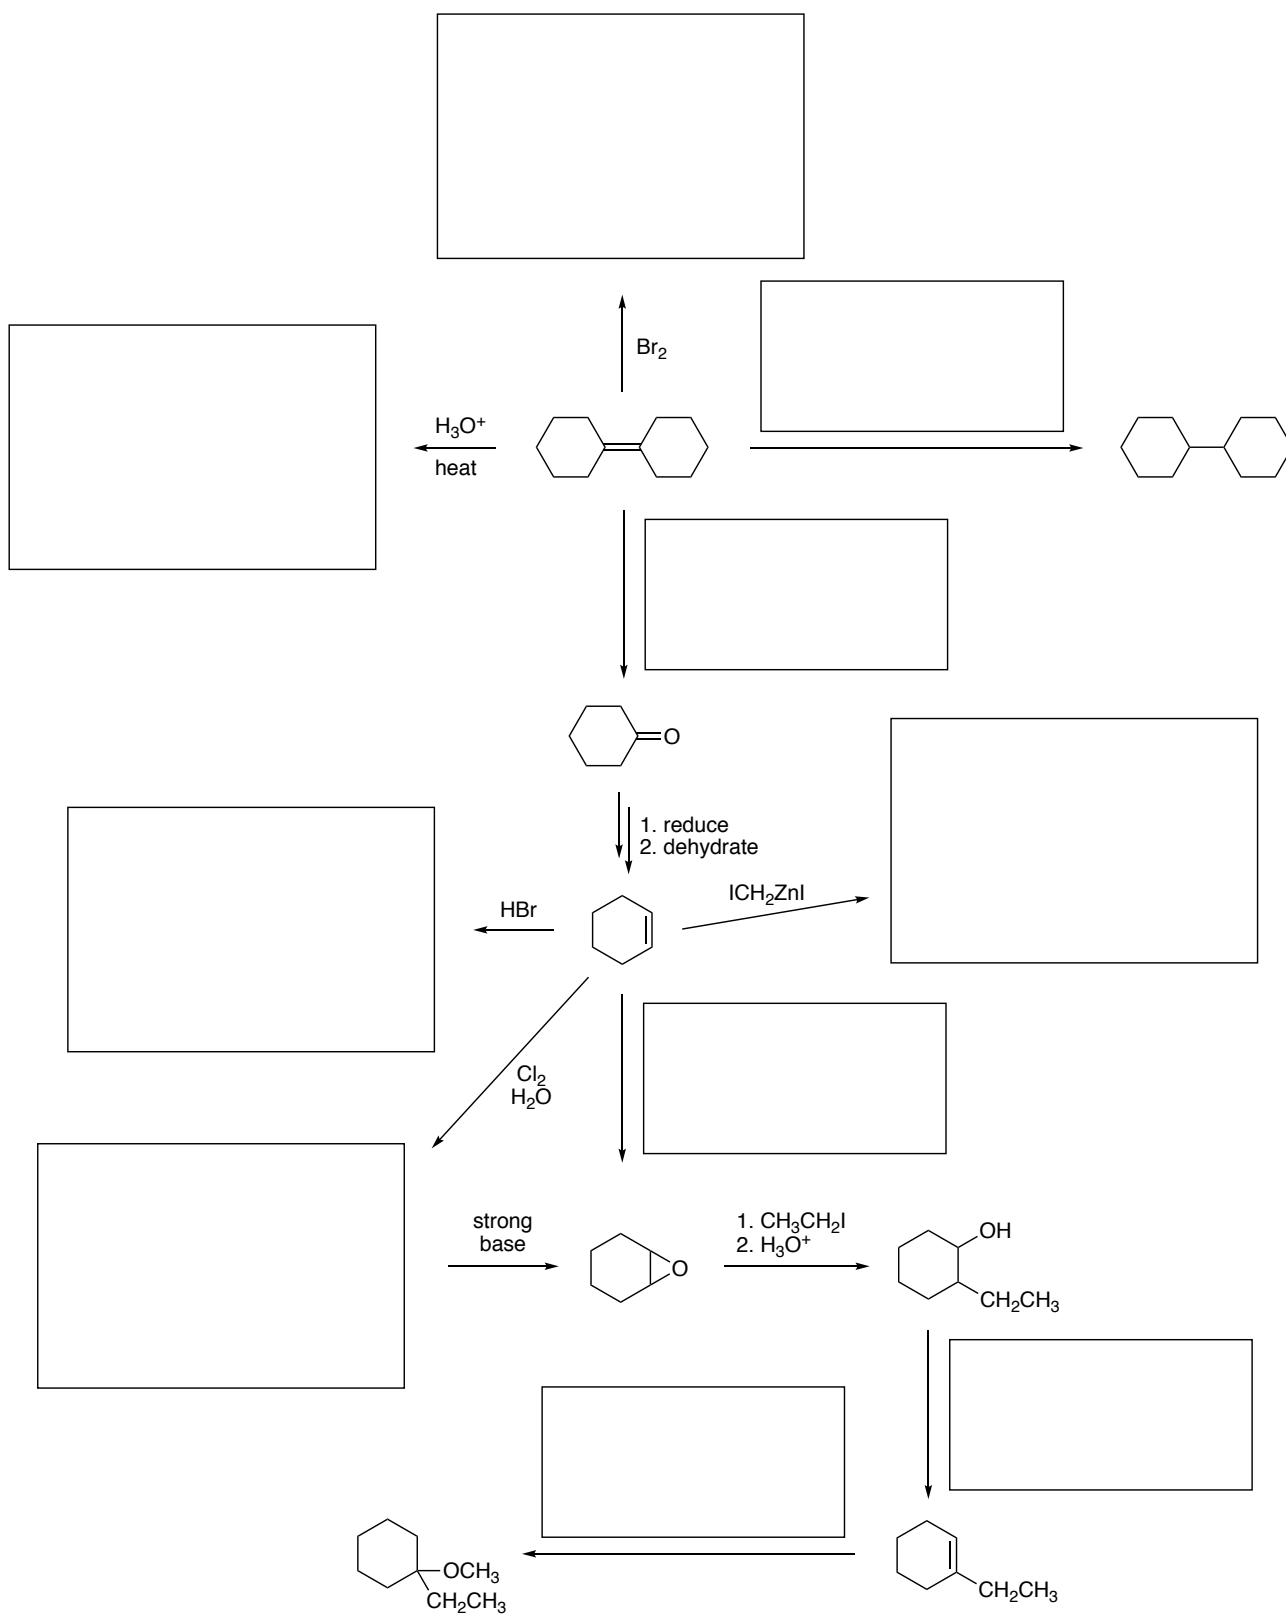 Br₂
H₃O⁺
heat
O
1. reduce
2. dehydrate
ICH₂ZnI
HBr
Cl₂
H₂O
strong
base
O
1. CH₃CH₂I
2. H₃O⁺
OH
CH₂CH₃
OCH₃
CH₂CH₃
CH₂CH₃